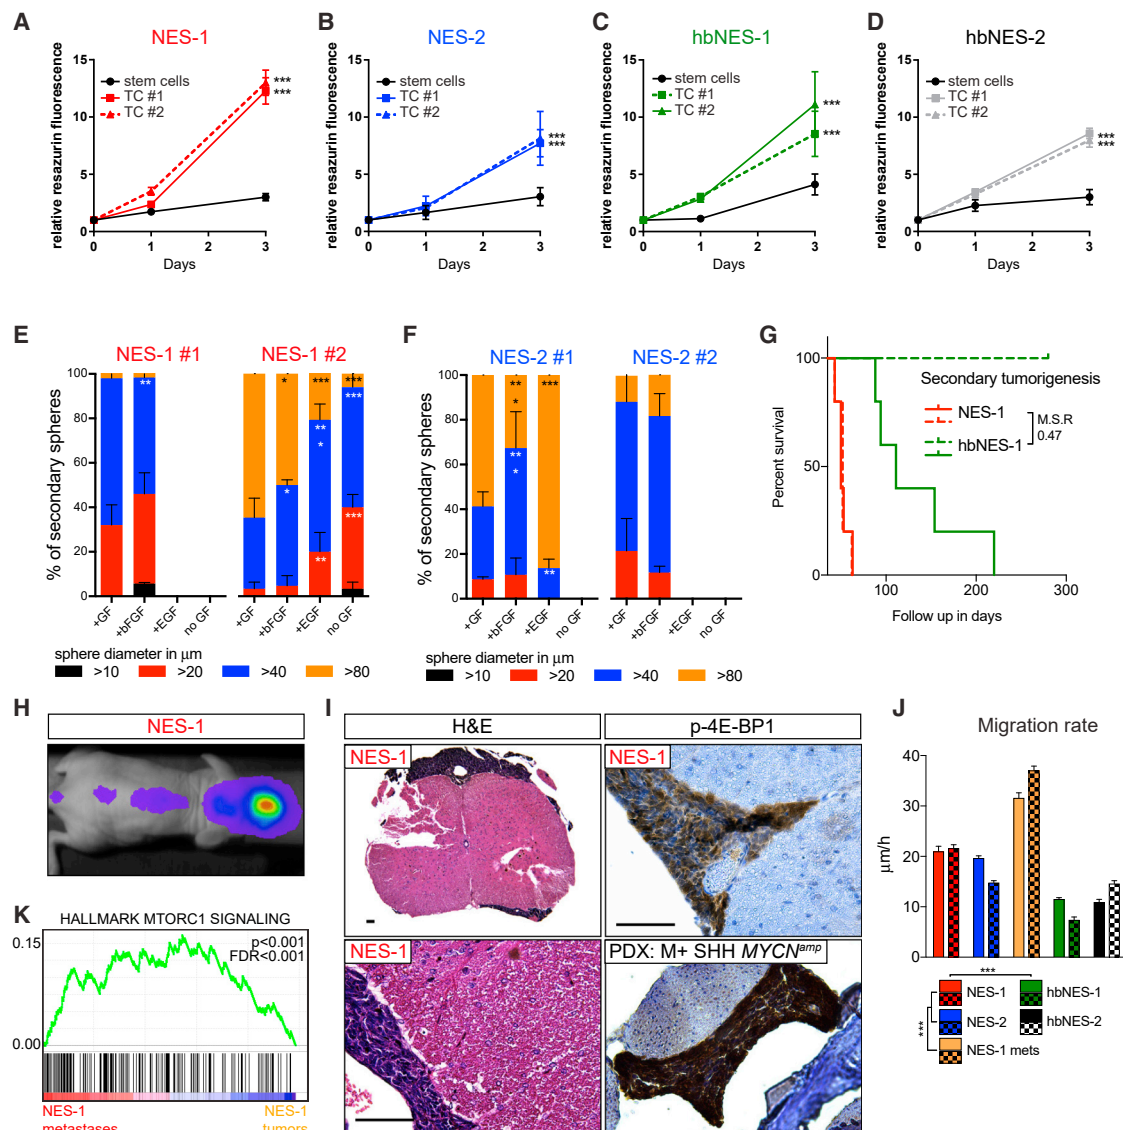 A
NES-1
relative resazurin fluorescence
15
10
5
0
stem cells
TC #1
TC #2
***
***
0 1 2 3
Days
B
NES-2
relative resazurin fluorescence
15
10
5
0
stem cells
TC #1
TC #2
***
***
0 1 2 3
Days
C
hbNES-1
relative resazurin fluorescence
15
10
5
0
stem cells
TC #1
TC #2
***
***
0 1 2 3
Days
D
hbNES-2
relative resazurin fluorescence
15
10
5
0
stem cells
TC #1
TC #2
***
***
0 1 2 3
Days
E
NES-1 #1
NES-1 #2
% of secondary spheres
100
80
60
40
20
0
**
*
*
***
**
*
**
***
***
***
+GF +bFGF +EGF no GF
+GF +bFGF +EGF no GF
sphere diameter in µm
>10 >20 >40 >80
F
NES-2 #1
NES-2 #2
% of secondary spheres
100
80
60
40
20
0
**
*
**
*
***
**
+GF +bFGF +EGF no GF
+GF +bFGF +EGF no GF
sphere diameter in µm
>10 >20 >40 >80
G
Percent survival
100
50
0
Secondary tumorigenesis
NES-1
hbNES-1
M.S.R
0.47
100 200 300
Follow up in days
H
NES-1
I
H&E
p-4E-BP1
NES-1
NES-1
NES-1
PDX: M+ SHH MYCNamp
J
Migration rate
µm/h
40
30
20
10
0
***
***
NES-1
NES-2
NES-1 mets
hbNES-1
hbNES-2
K
HALLMARK MTORC1 SIGNALING
0.15
0.00
p<0.001
FDR<0.001
NES-1
metastases
NES-1
tumors